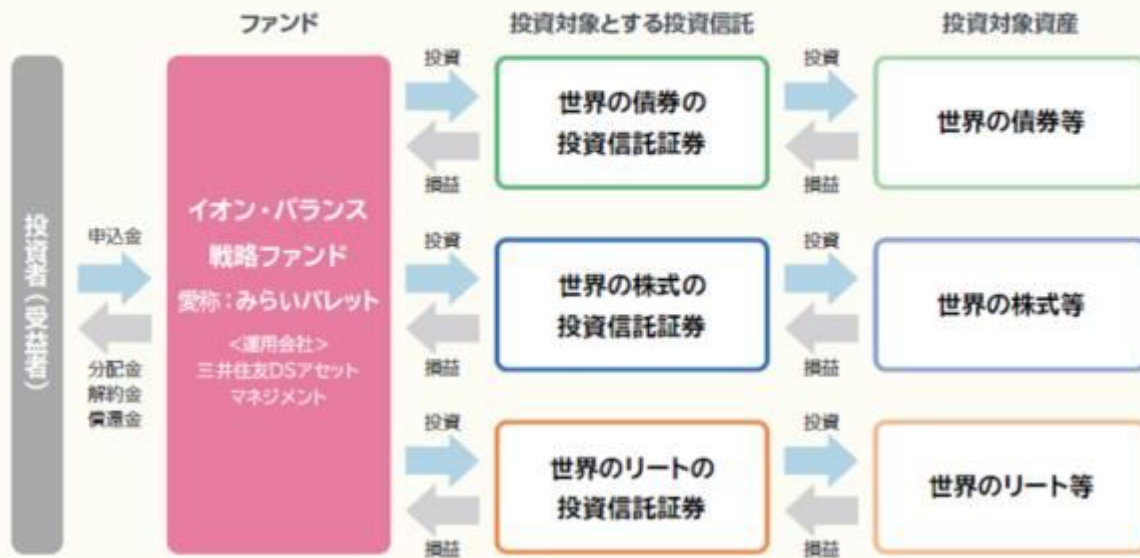 ファンド
投資対象とする投資信託
投資対象資産
投資者(受益者)
申込金
分配金
解約金
償還金
イオン・バランス
戦略ファンド
愛称:みらいパレット
<運用会社>
三井住友DSアセット
マネジメント
投資
損益
世界の債券の
投資信託証券
投資
損益
世界の債券等
投資
損益
世界の株式の
投資信託証券
投資
損益
世界の株式等
投資
損益
世界のリートの
投資信託証券
投資
損益
世界のリート等